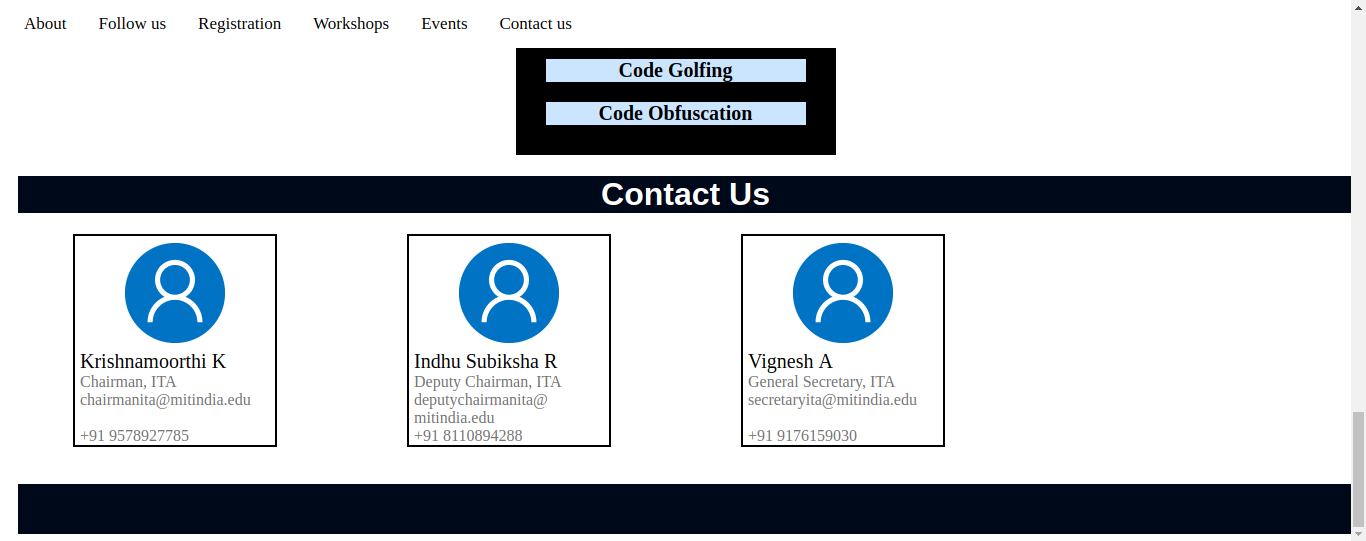 About Follow us Registration Workshops Events Contact us
Code Golfing
Code Obfuscation
Contact Us
Krishnamoorthi K
Chairman, ITA
chairmanita@mitindia.edu
+91 9578927785
Indhu Subiksha R
Deputy Chairman, ITA
deputychairmanita@
mitindia.edu
+91 8110894288
Vignesh A
General Secretary, ITA
secretaryita@mitindia.edu
+91 9176159030